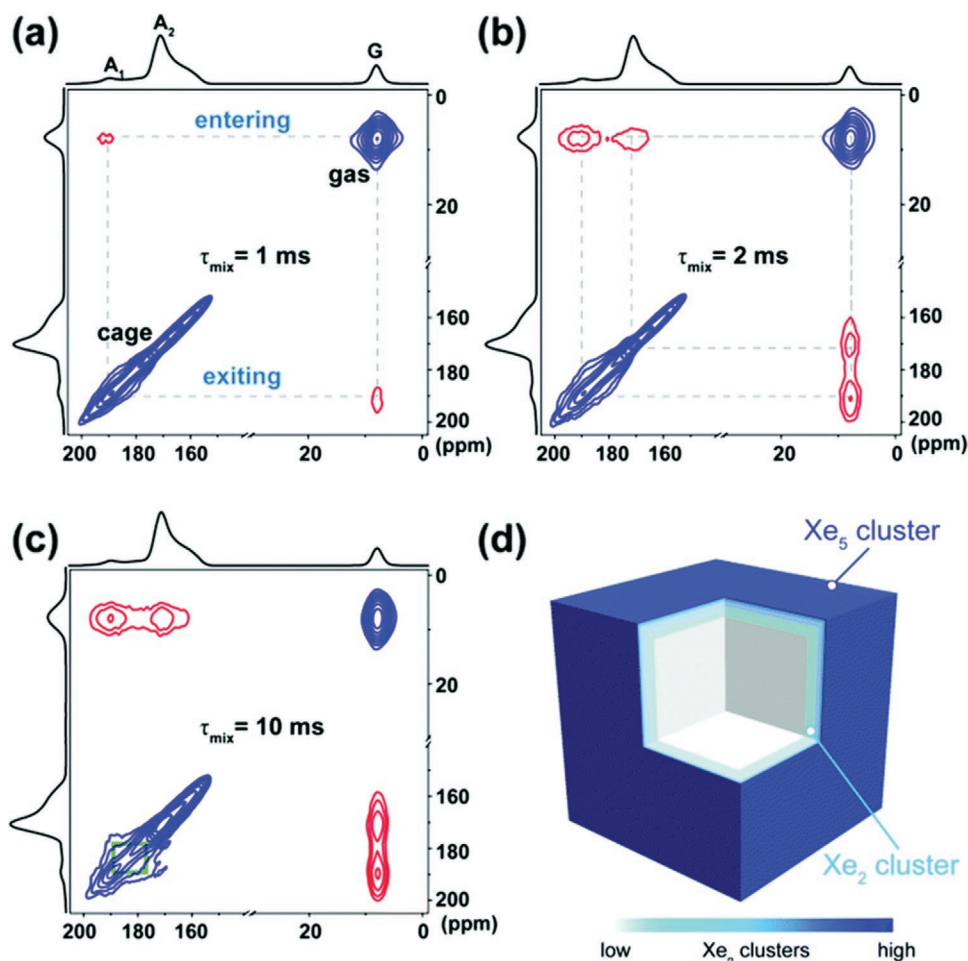 (a)
A1 A2 G
entering
gas
τmix = 1 ms
cage
exiting
0
20
160
180
200
(ppm)
200 180 160 20 0
(b)
τmix = 2 ms
0
20
160
180
200
(ppm)
200 180 160 20 0
(c)
τmix = 10 ms
0
20
160
180
200
(ppm)
200 180 160 20 0
(d)
Xe5 cluster
Xe2 cluster
low Xen clusters high